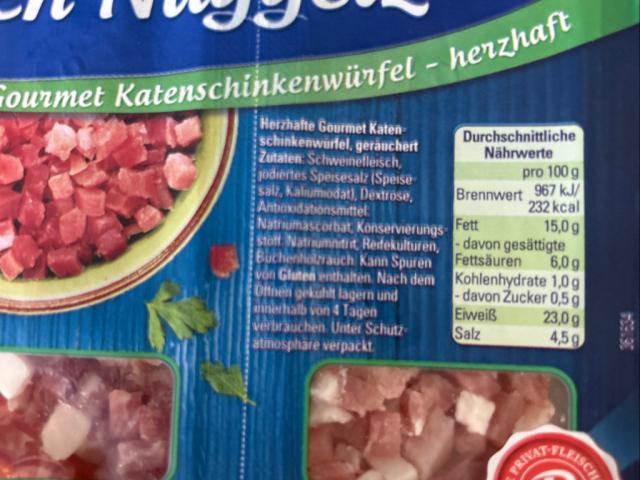 Gourmet Katenschinkenwürfel - herzhaft
Herzhafte Gourmet Katen-
schinkenwürfel, geräuchert
Zutaten: Schweinefleisch,
jodiertes Speisesalz (Speise-
salz, Kaliumiodat), Dextrose,
Antioxidationsmittel:
Natriumascorbat, Konservierungs-
stoff: Natriumnitrit, Reifekulturen,
Buchenholzrauch. Kann Spuren
von Gluten enthalten. Nach dem
Öffnen gekühlt lagern und
innerhalb von 4 Tagen
verbrauchen. Unter Schutz-
atmosphäre verpackt.
Durchschnittliche
Nährwerte
pro 100 g
Brennwert 967 kJ/
232 kcal
Fett 15,0 g
- davon gesättigte
Fettsäuren 6,0 g
Kohlenhydrate 1,0 g
- davon Zucker 0,5 g
Eiweiß 23,0 g
Salz 4,5 g
PRIVAT-FLEISCH